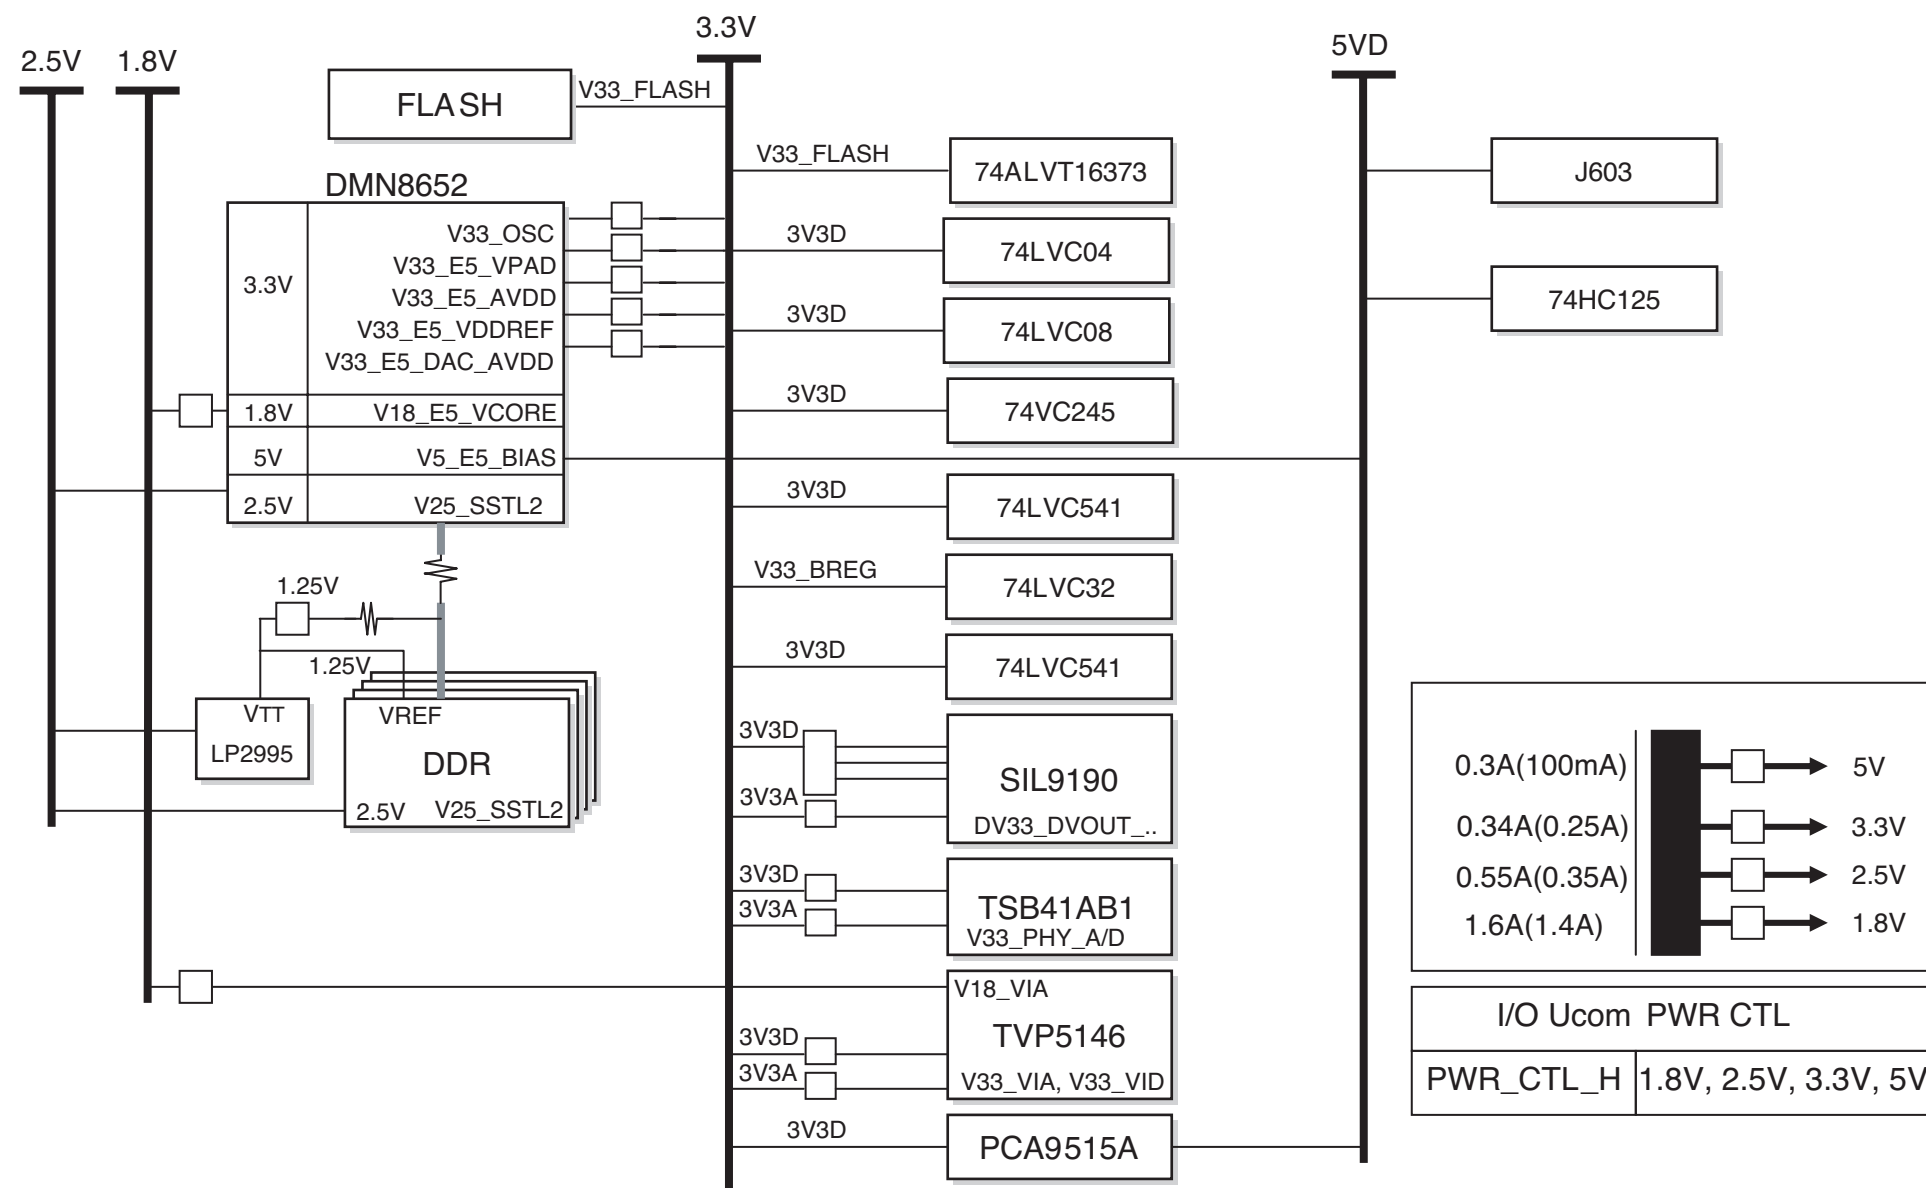 2.5V
1.8V
3.3V
5VD
FLASH
V33_FLASH
V33_FLASH
74ALVT16373
J603
DMN8652
3.3V
V33_OSC
V33_E5_VPAD
V33_E5_AVDD
V33_E5_VDDREF
V33_E5_DAC_AVDD
1.8V
V18_E5_VCORE
5V
V5_E5_BIAS
2.5V
V25_SSTL2
3V3D
74LVC04
74HC125
3V3D
74LVC08
3V3D
74VC245
3V3D
74LVC541
V33_BREG
74LVC32
3V3D
74LVC541
1.25V
1.25V
VTT
LP2995
VREF
DDR
2.5V
V25_SSTL2
3V3D
3V3A
SIL9190
DV33_DVOUT_..
3V3D
3V3A
TSB41AB1
V33_PHY_A/D
V18_VIA
TVP5146
3V3D
3V3A
V33_VIA, V33_VID
3V3D
PCA9515A
0.3A(100mA)
5V
0.34A(0.25A)
3.3V
0.55A(0.35A)
2.5V
1.6A(1.4A)
1.8V
I/O Ucom PWR CTL
PWR_CTL_H
1.8V, 2.5V, 3.3V, 5V